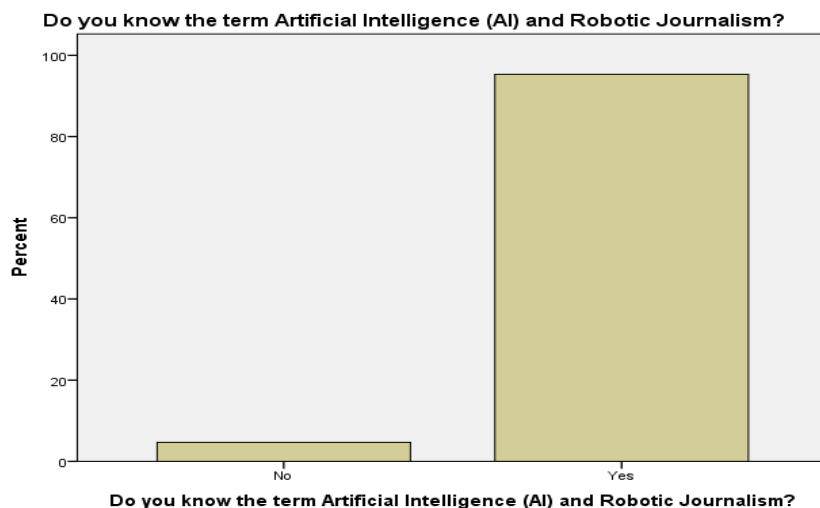 Do you know the term Artificial Intelligence (AI) and Robotic Journalism?
100
80
60
40
20
0
Percent
No
Yes
Do you know the term Artificial Intelligence (AI) and Robotic Journalism?